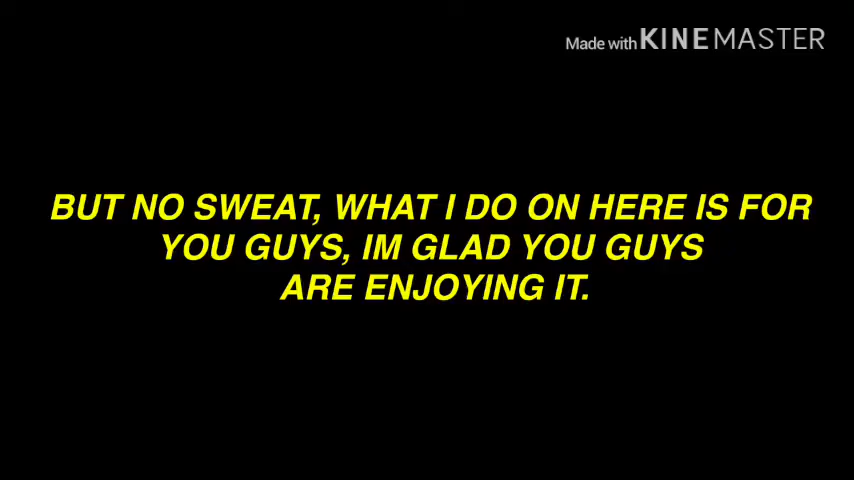 Made with KINEMASTER
BUT NO SWEAT, WHAT I DO ON HERE IS FOR
YOU GUYS, IM GLAD YOU GUYS
ARE ENJOYING IT.